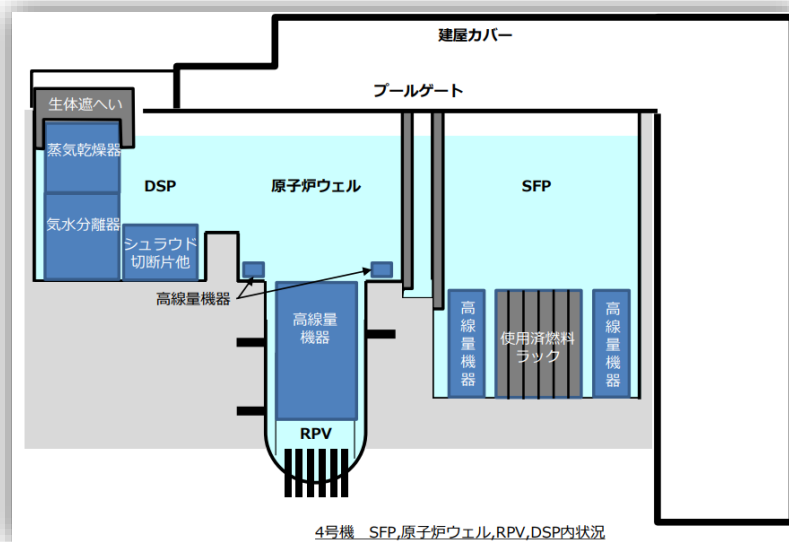 建屋カバー
プールゲート
生体遮へい
蒸気乾燥器
DSP
原子炉ウェル
SFP
気水分離器
シュラウド
切断片他
高線量機器
高線量
機器
高線量機器
使用済燃料
ラック
高線量機器
RPV
4号機 SFP,原子炉ウェル,RPV,DSP内状況